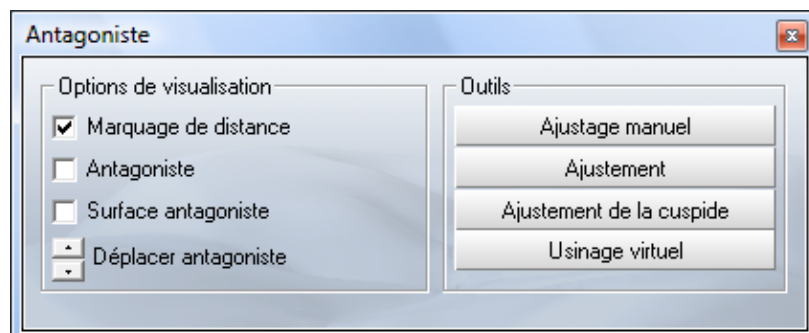 Antagoniste
Options de visualisation
Marquage de distance
Antagoniste
Surface antagoniste
Déplacer antagoniste
Outils
Ajustage manuel
Ajustement
Ajustement de la cuspide
Usinage virtuel